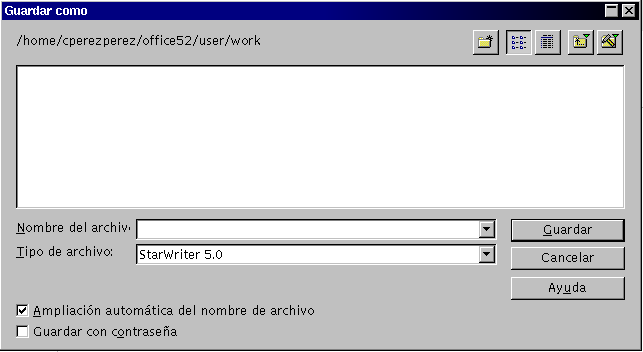 Guardar como
/home/cperezperez/office52/user/work
Nombre del archiv
Guardar
Tipo de archivo:
StarWriter 5.0
Cancelar
Ayuda
Ampliación automática del nombre de archivo
Guardar con contraseña